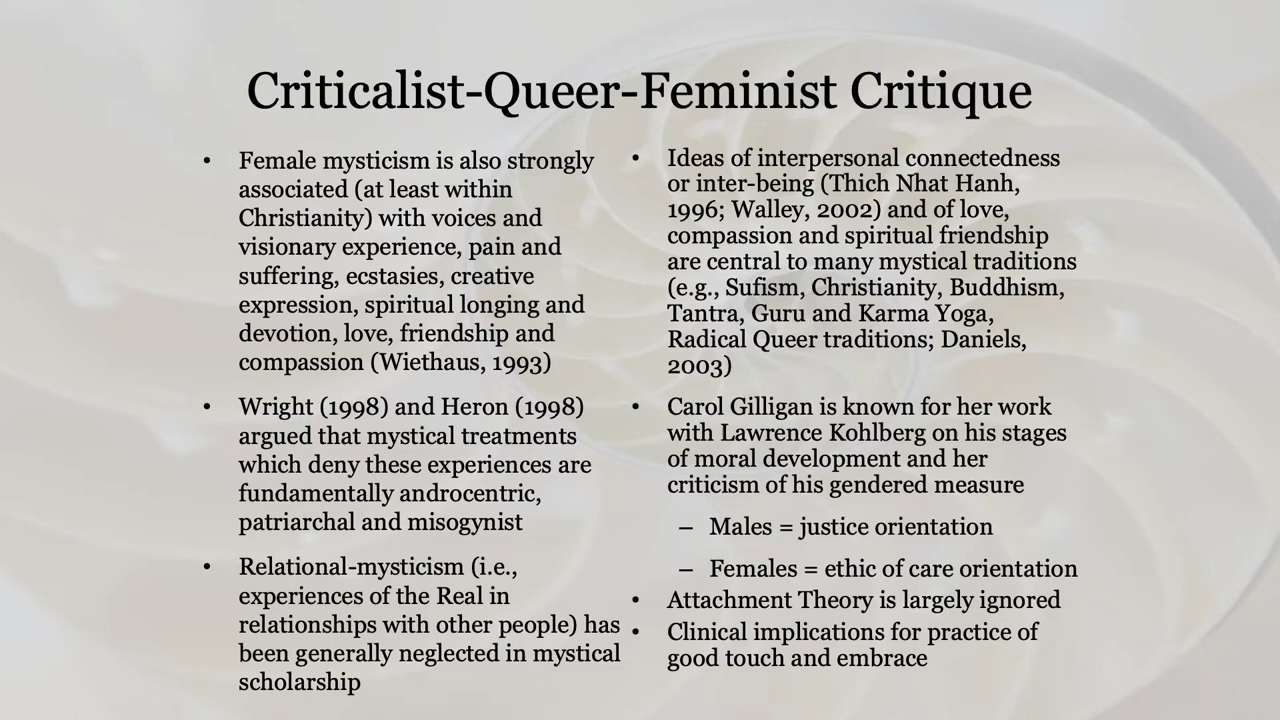 Criticalist-Queer-Feminist Critique
• Female mysticism is also strongly
associated (at least within
Christianity) with voices and
visionary experience, pain and
suffering, ecstasies, creative
expression, spiritual longing and
devotion, love, friendship and
compassion (Wiethaus, 1993)
• Wright (1998) and Heron (1998)
argued that mystical treatments
which deny these experiences are
fundamentally androcentric,
patriarchal and misogynist
• Relational-mysticism (i.e.,
experiences of the Real in
relationships with other people) has
been generally neglected in mystical
scholarship
• Ideas of interpersonal connectedness
or inter-being (Thich Nhat Hanh,
1996; Walley, 2002) and of love,
compassion and spiritual friendship
are central to many mystical traditions
(e.g., Sufism, Christianity, Buddhism,
Tantra, Guru and Karma Yoga,
Radical Queer traditions; Daniels,
2003)
• Carol Gilligan is known for her work
with Lawrence Kohlberg on his stages
of moral development and her
criticism of his gendered measure
– Males = justice orientation
– Females = ethic of care orientation
• Attachment Theory is largely ignored
• Clinical implications for practice of
good touch and embrace